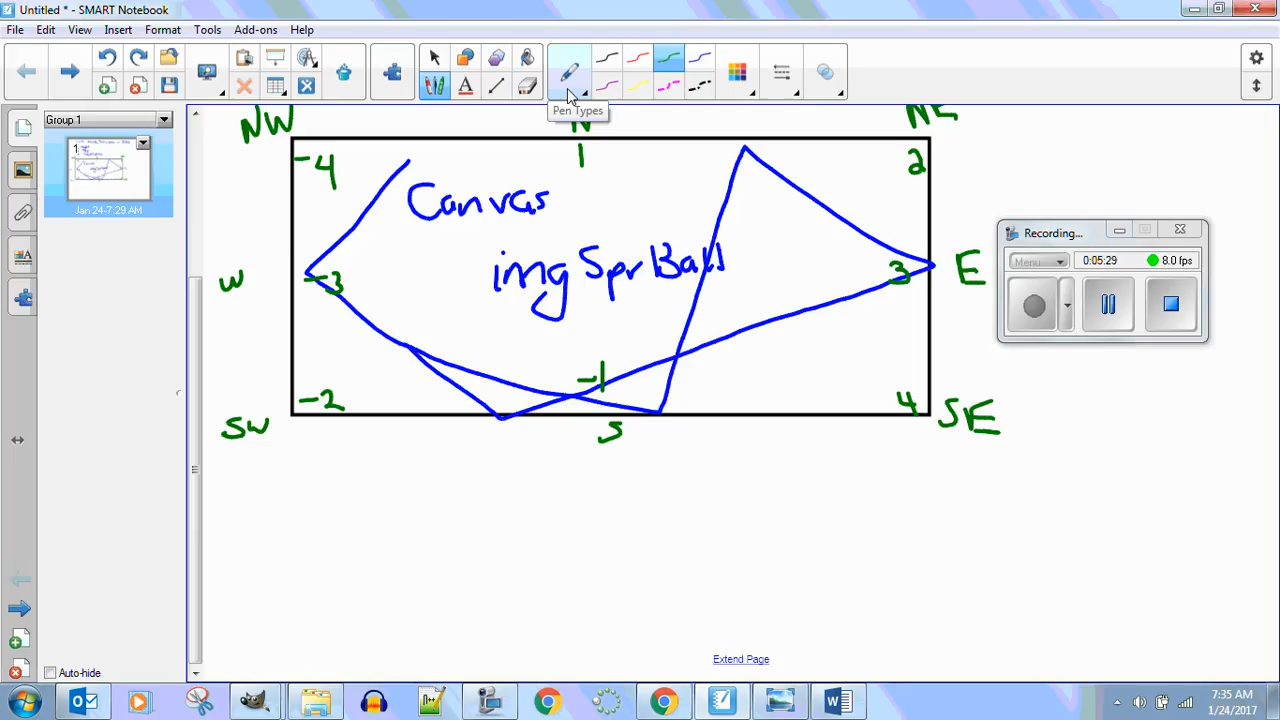 Untitled * - SMART Notebook
File Edit View Insert Format Tools Add-ons Help
Pen Types
Group 1
1
Jan 24-7:29 AM
NW N NE
-4 1 2
Canvas
imgSprBall
W -3 3 E
-1
-2 4
SW S SE
Recording...
Menu 0:05:29 8.0 fps
Extend Page
Auto-hide
7:35 AM
1/24/2017